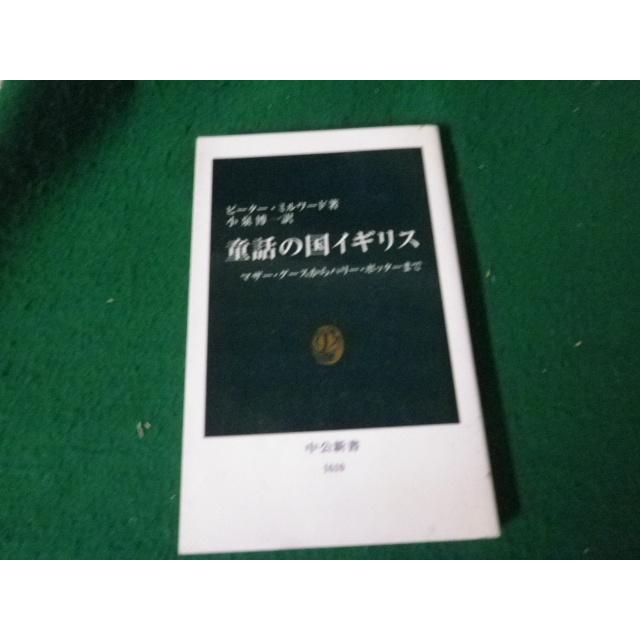 ピーター・ミルワード著
小泉博一訳
童話の国イギリス
マザー・グースからハリー・ポッターまで
中公新書
1610